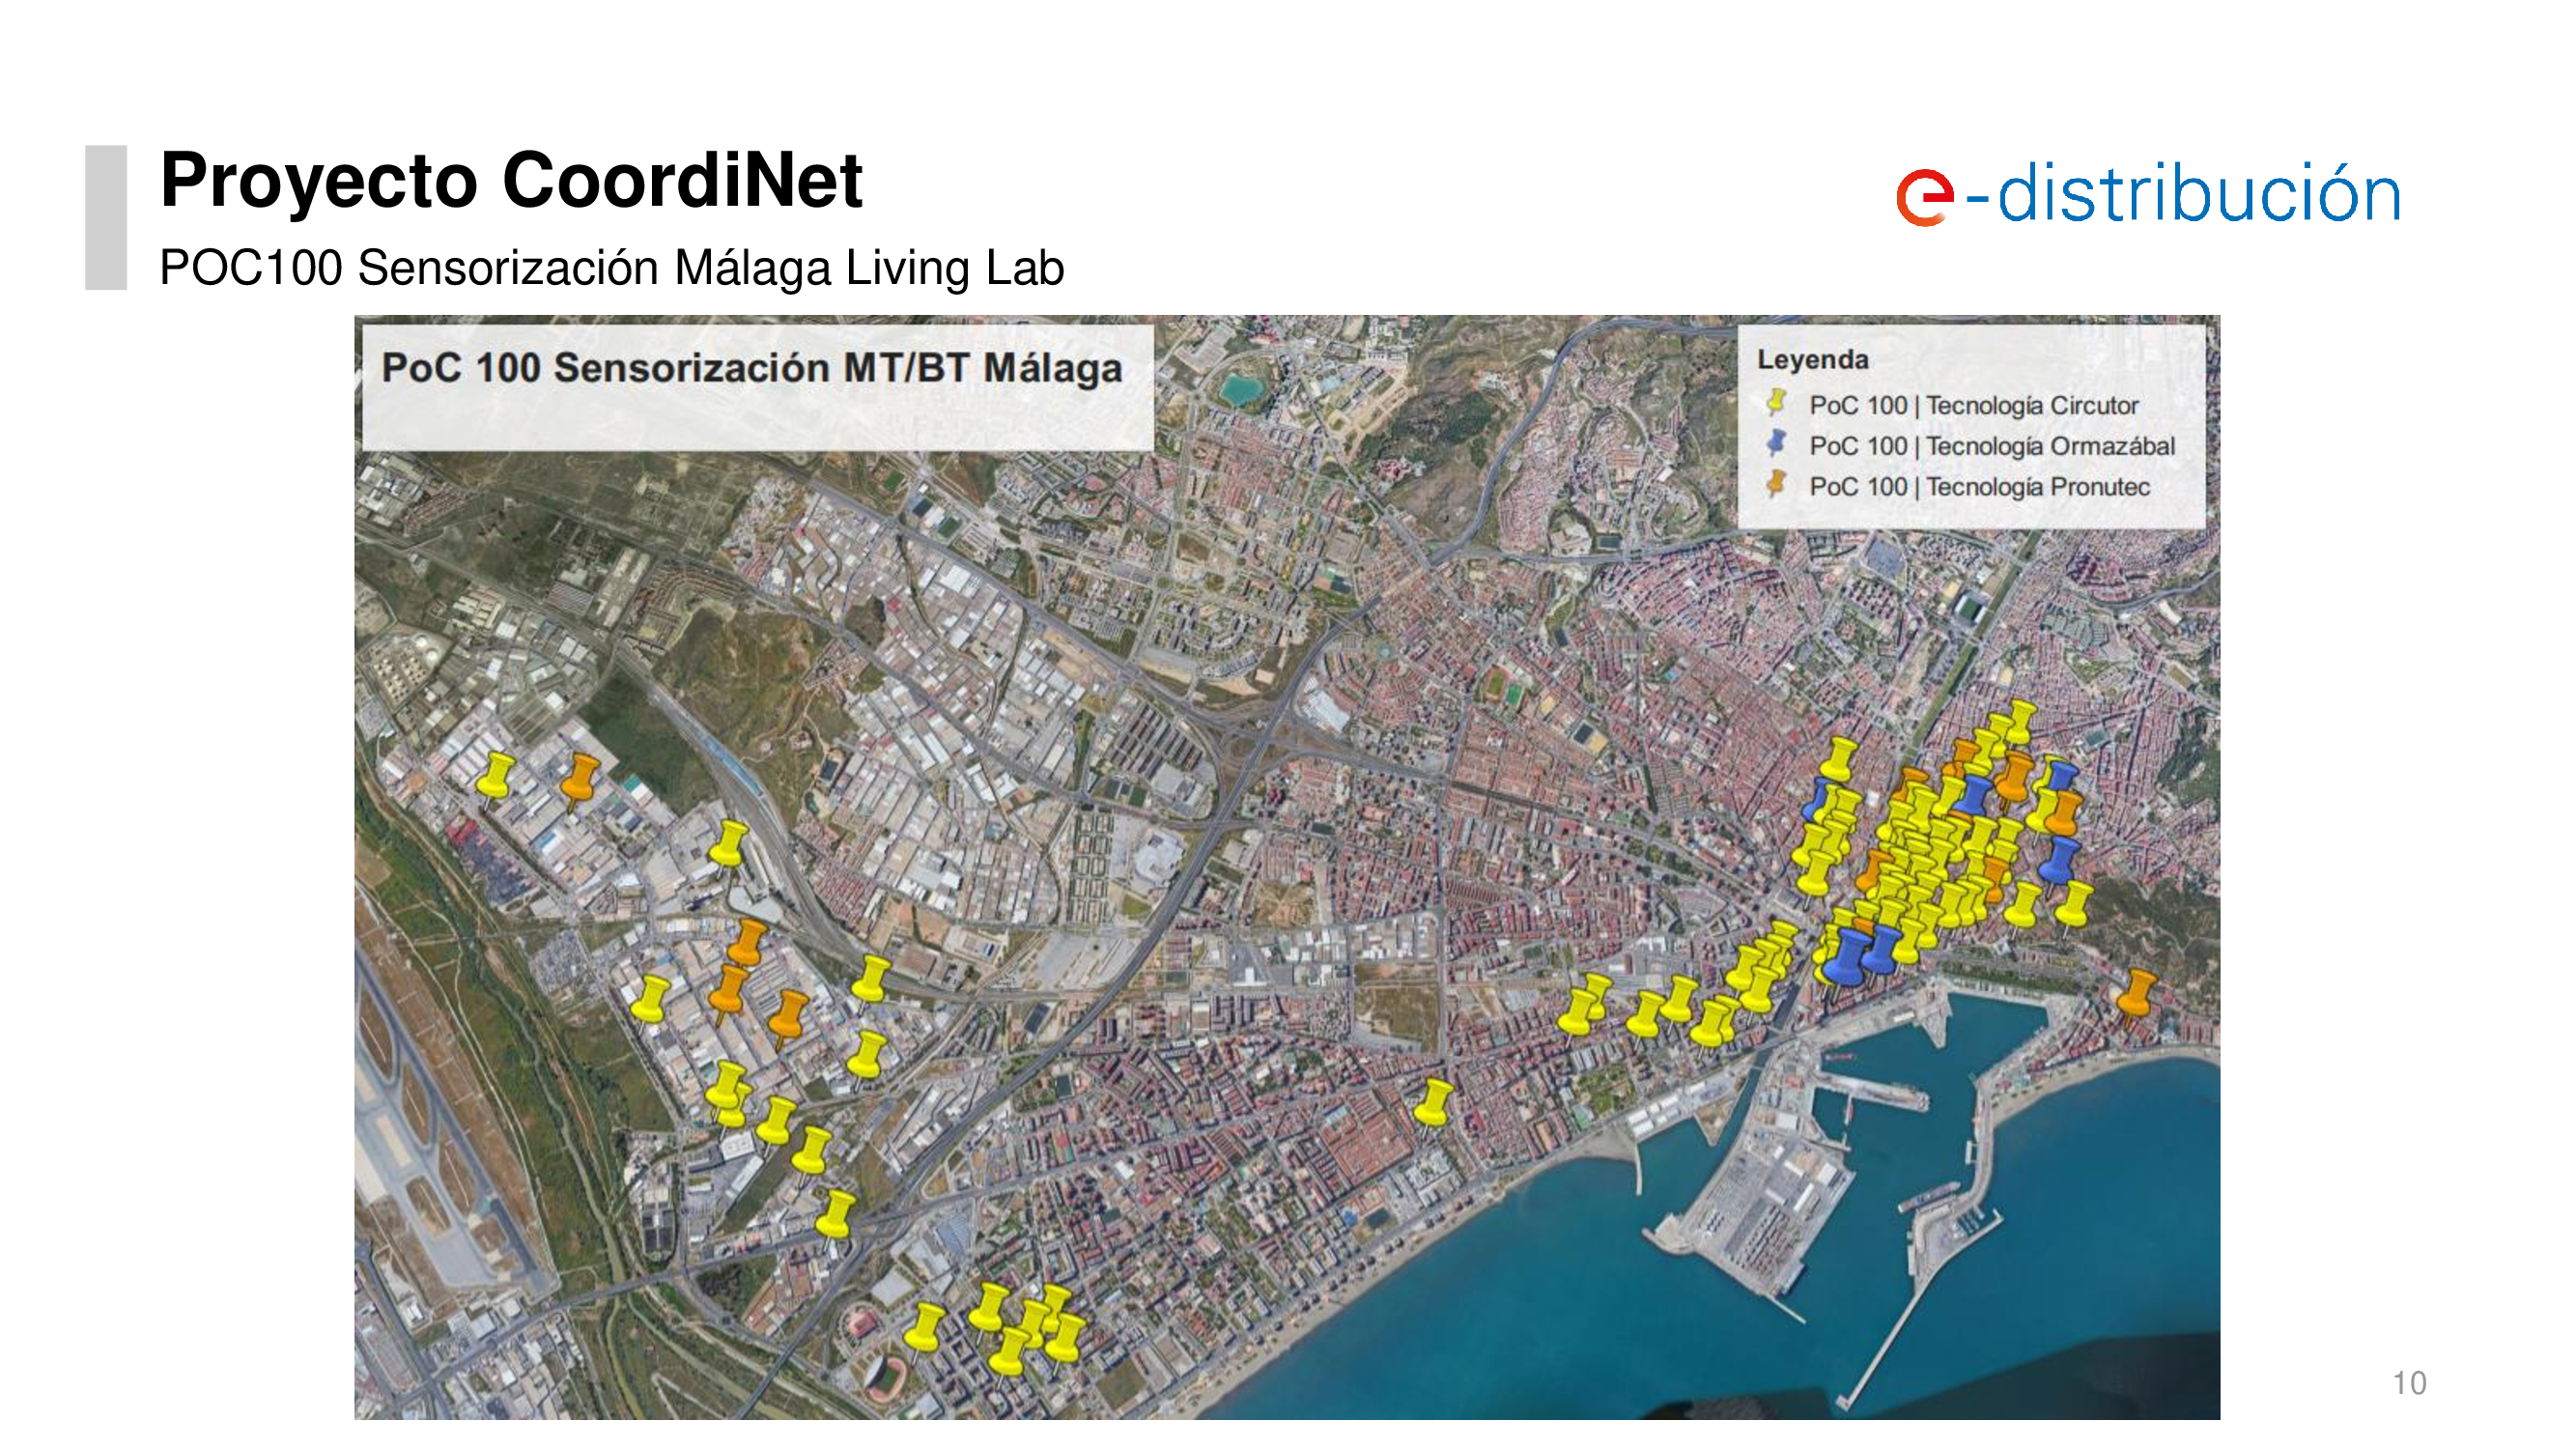 Proyecto CoordiNet
e-distribución
POC100 Sensorización Málaga Living Lab
PoC 100 Sensorización MT/BT Málaga
Leyenda
PoC 100 | Tecnología Circutor
PoC 100 | Tecnología Ormazábal
PoC 100 | Tecnología Pronutec
10